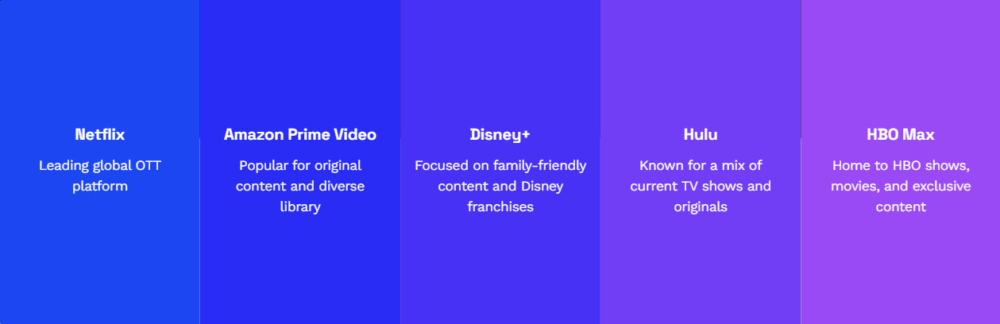 Netflix
Leading global OTT
platform
Amazon Prime Video
Popular for original
content and diverse
library
Disney+
Focused on family-friendly
content and Disney
franchises
Hulu
Known for a mix of
current TV shows and
originals
HBO Max
Home to HBO shows,
movies, and exclusive
content